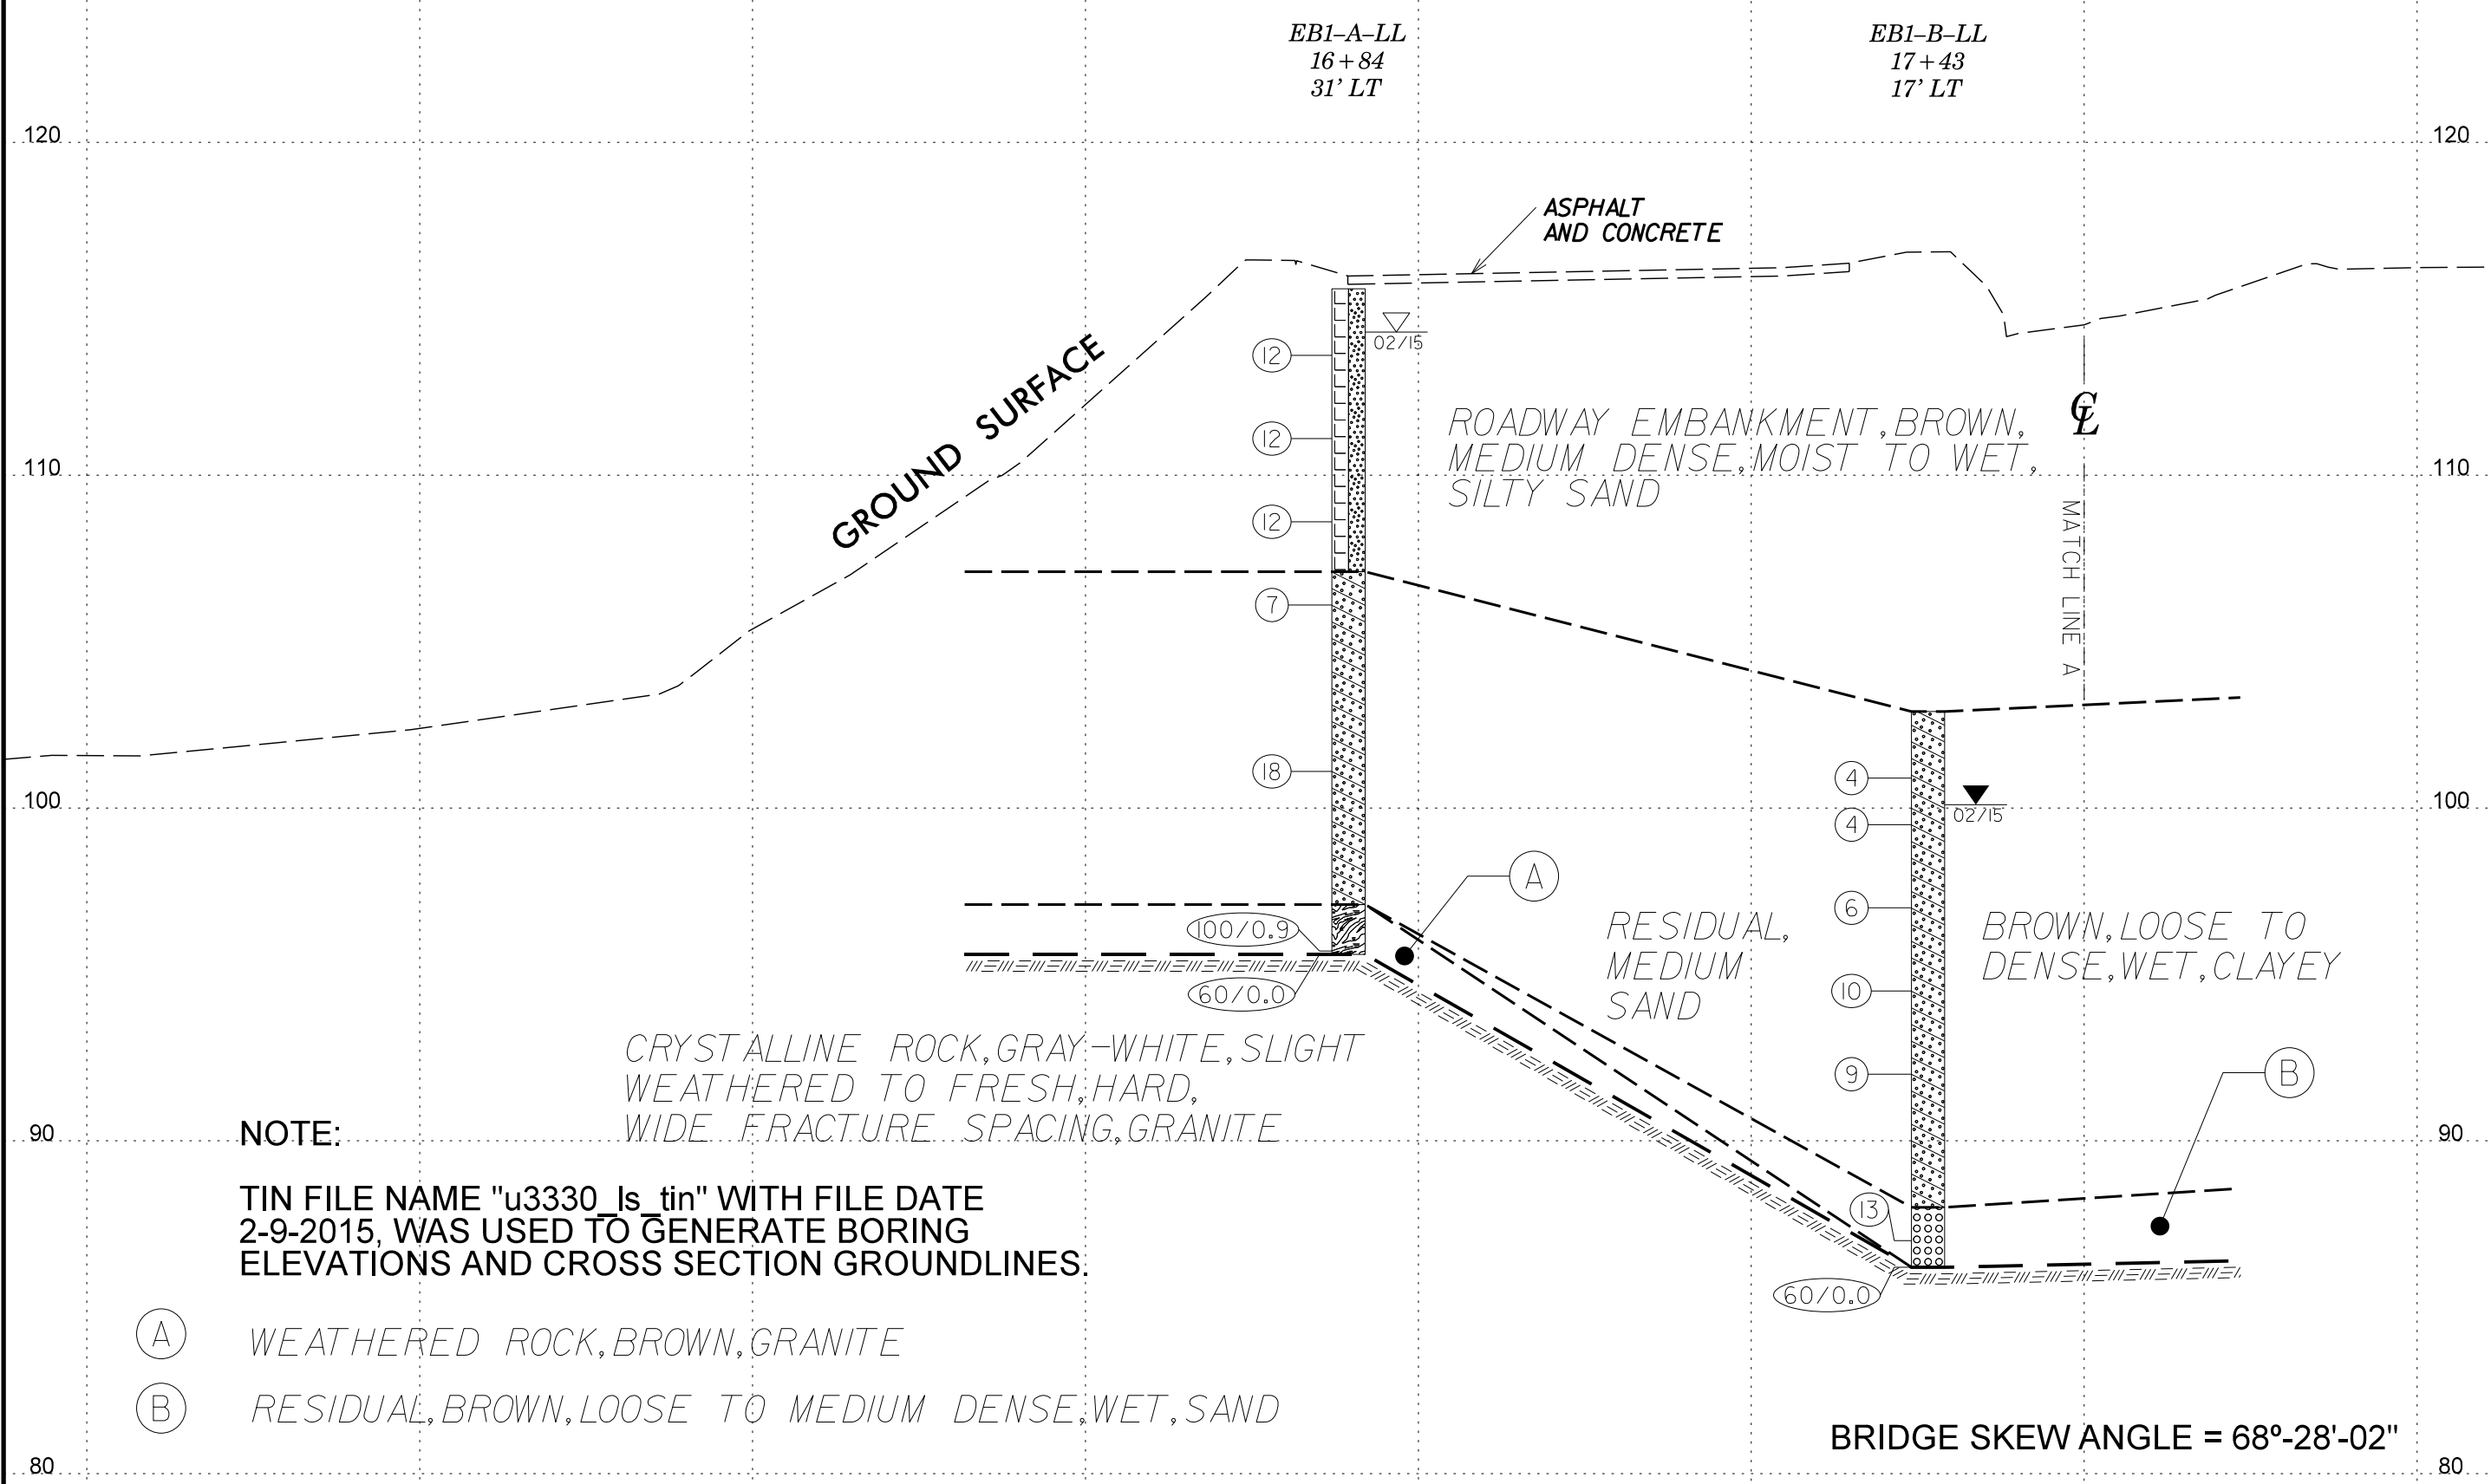 EB1-A-LL
16+84
31' LT
EB1-B-LL
17+43
17' LT
120
120
ASPHALT
AND CONCRETE
02/15
12
GROUND SURFACE
12
ROADWAY EMBANKMENT, BROWN,
MEDIUM DENSE, MOIST TO WET,
SILTY SAND
℄
110
110
12
MATCH LINE A
7
18
4
100
100
02/15
4
A
6
100/0.9
RESIDUAL,
MEDIUM
SAND
BROWN, LOOSE TO
DENSE, WET, CLAYEY
60/0.0
10
CRYSTALLINE ROCK, GRAY-WHITE, SLIGHT
WEATHERED TO FRESH, HARD,
WIDE FRACTURE SPACING, GRANITE
9
B
90
90
NOTE:
TIN FILE NAME "u3330_ls_tin" WITH FILE DATE
2-9-2015, WAS USED TO GENERATE BORING
ELEVATIONS AND CROSS SECTION GROUNDLINES.
13
60/0.0
A WEATHERED ROCK, BROWN, GRANITE
B RESIDUAL, BROWN, LOOSE TO MEDIUM DENSE, WET, SAND
BRIDGE SKEW ANGLE = 68º-28'-02"
80
80